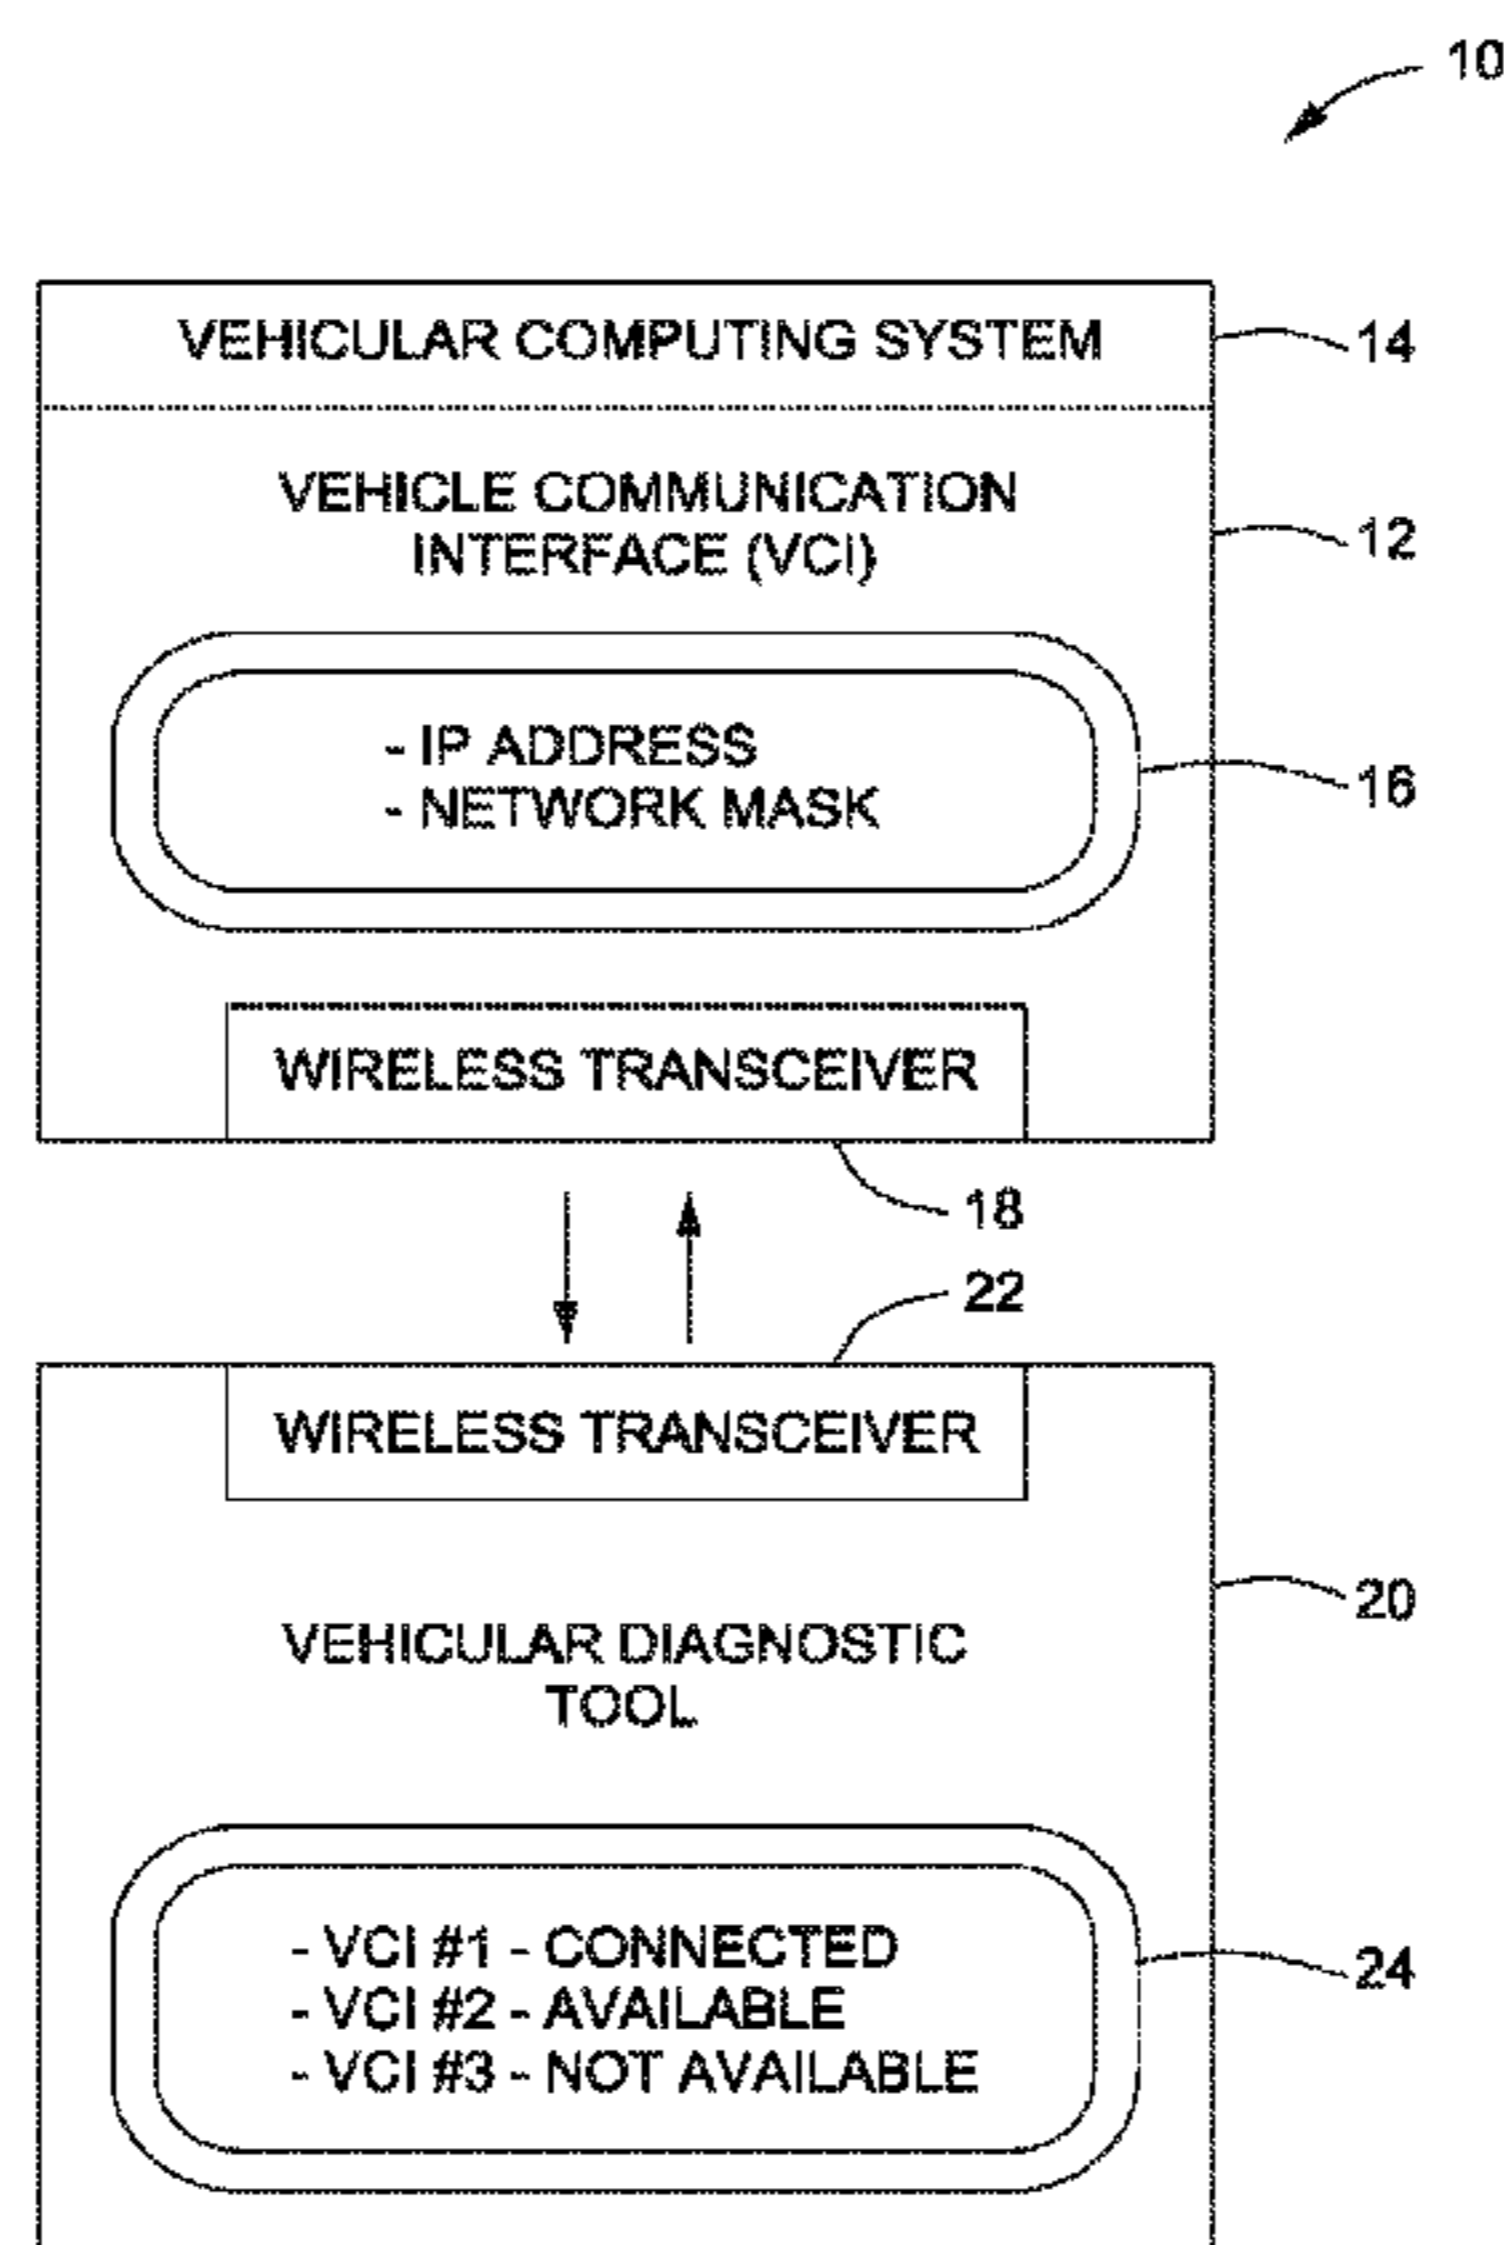 10
VEHICULAR COMPUTING SYSTEM
14
VEHICLE COMMUNICATION
INTERFACE (VCI)
12
- IP ADDRESS
- NETWORK MASK
16
WIRELESS TRANSCEIVER
18
22
WIRELESS TRANSCEIVER
20
VEHICULAR DIAGNOSTIC
TOOL
- VCI #1 - CONNECTED
- VCI #2 - AVAILABLE
- VCI #3 - NOT AVAILABLE
24